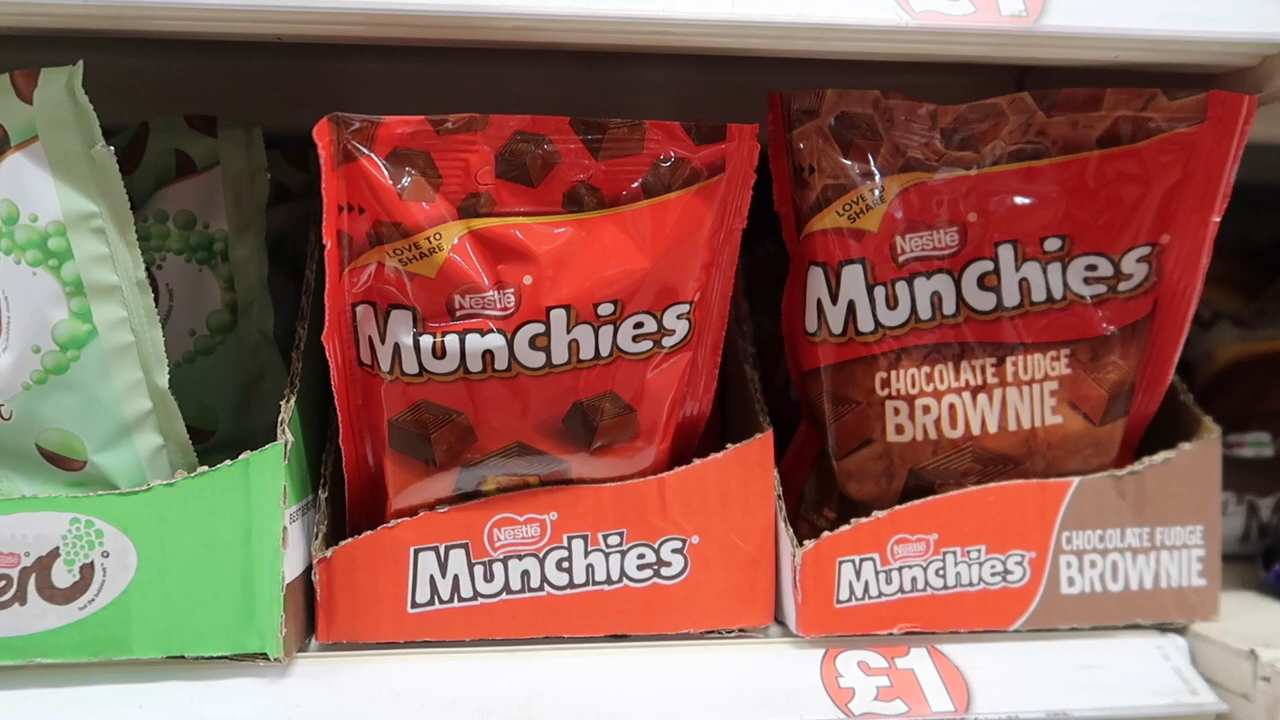 £1
LOVE TO
SHARE
Nestlé
Munchies
LOVE TO
SHARE
Nestlé
Munchies
CHOCOLATE FUDGE
BROWNIE
Nestlé
Munchies
Nestlé
Munchies
CHOCOLATE FUDGE
BROWNIE
£1